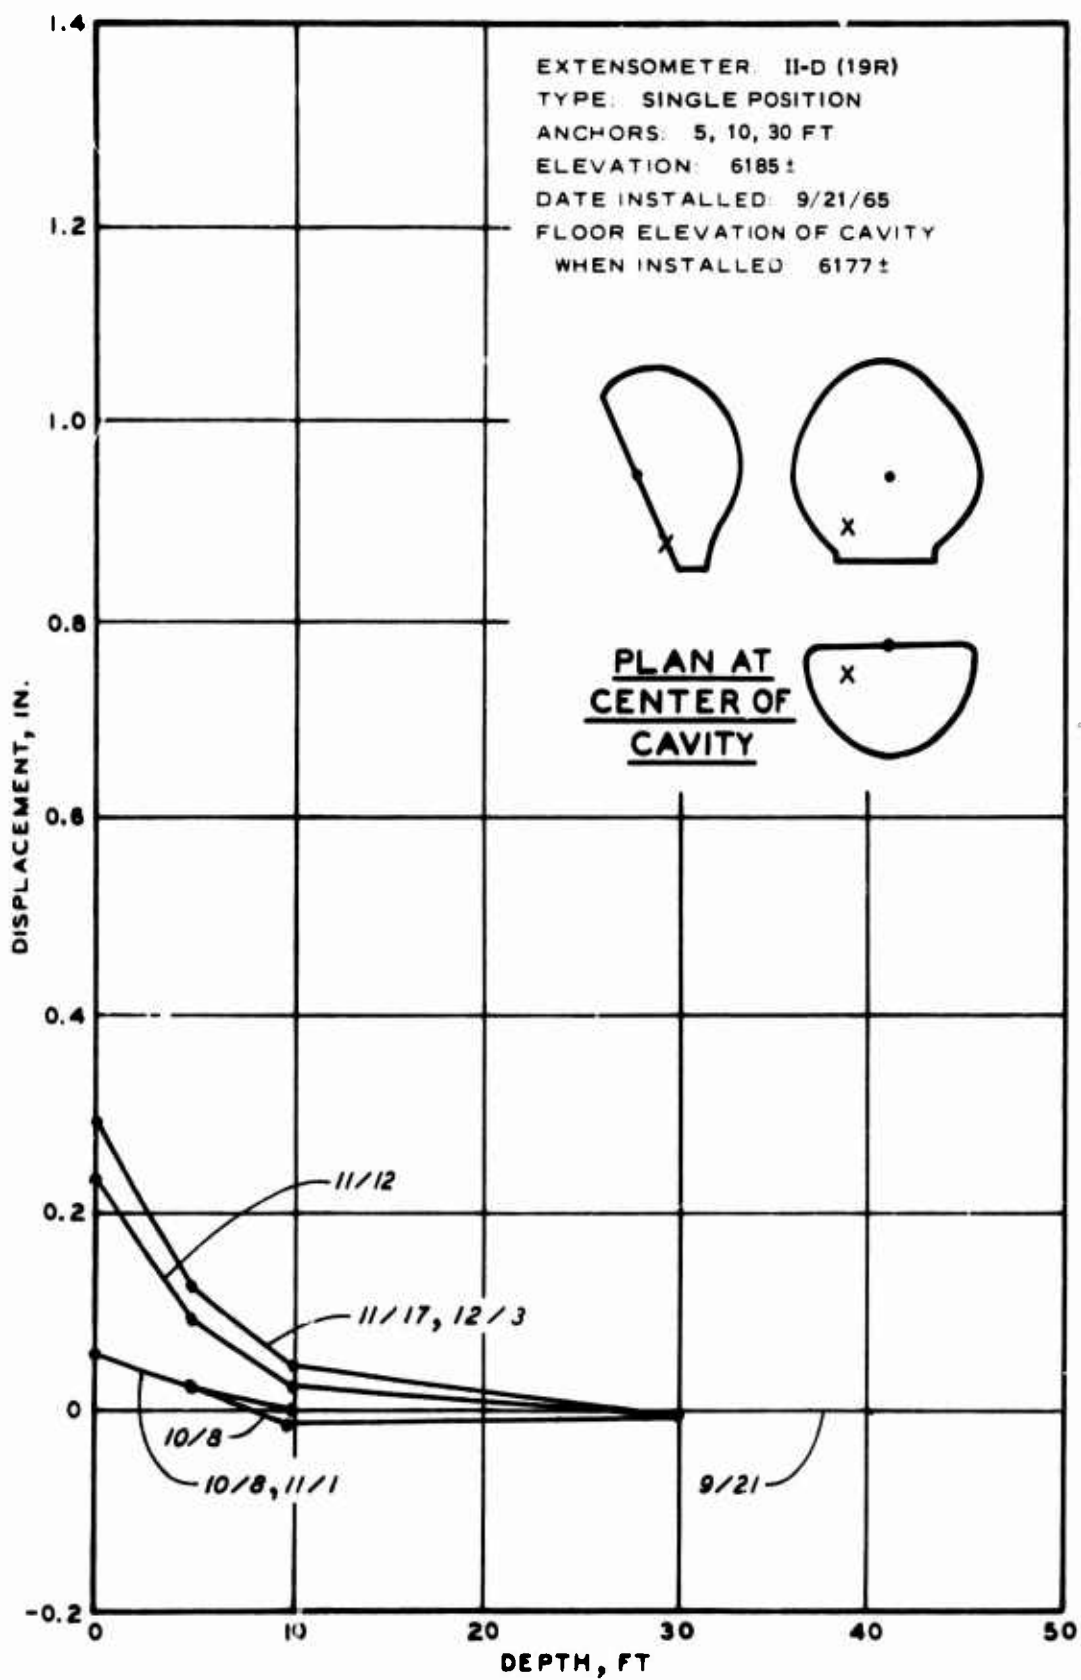 1.4
EXTENSOMETER: II-D (19R)
TYPE: SINGLE POSITION
ANCHORS: 5, 10, 30 FT
ELEVATION: 6185±
DATE INSTALLED: 9/21/65
1.2
FLOOR ELEVATION OF CAVITY
WHEN INSTALLED 6177±
1.0
X
X
0.8
PLAN AT
CENTER OF
CAVITY
X
DISPLACEMENT, IN.
0.6
0.4
11/12
0.2
11/17, 12/3
0
10/8
10/8, 11/1
9/21
-0.2
0 10 20 30 40 50
DEPTH, FT